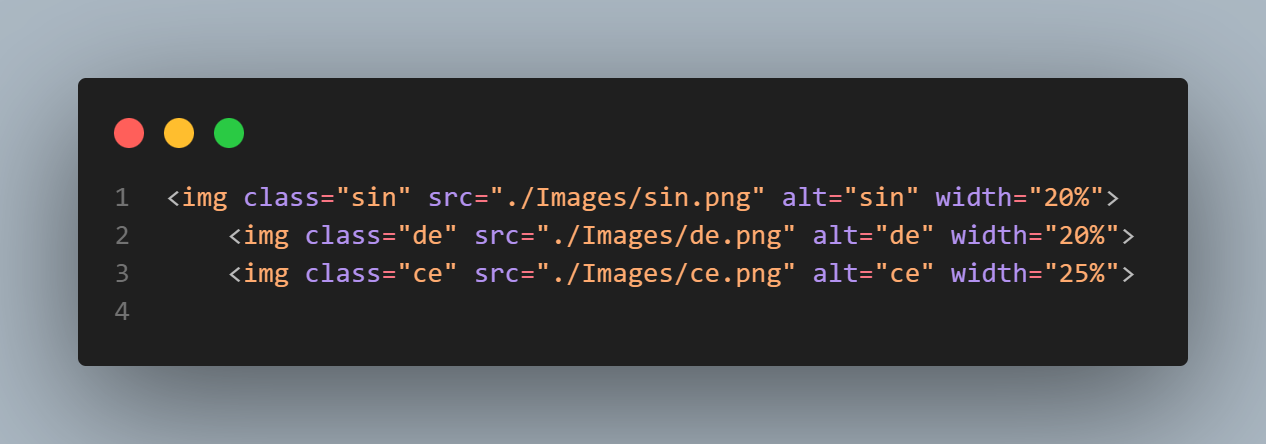 1 <img class="sin" src="./Images/sin.png" alt="sin" width="20%">
2     <img class="de" src="./Images/de.png" alt="de" width="20%">
3     <img class="ce" src="./Images/ce.png" alt="ce" width="25%">
4